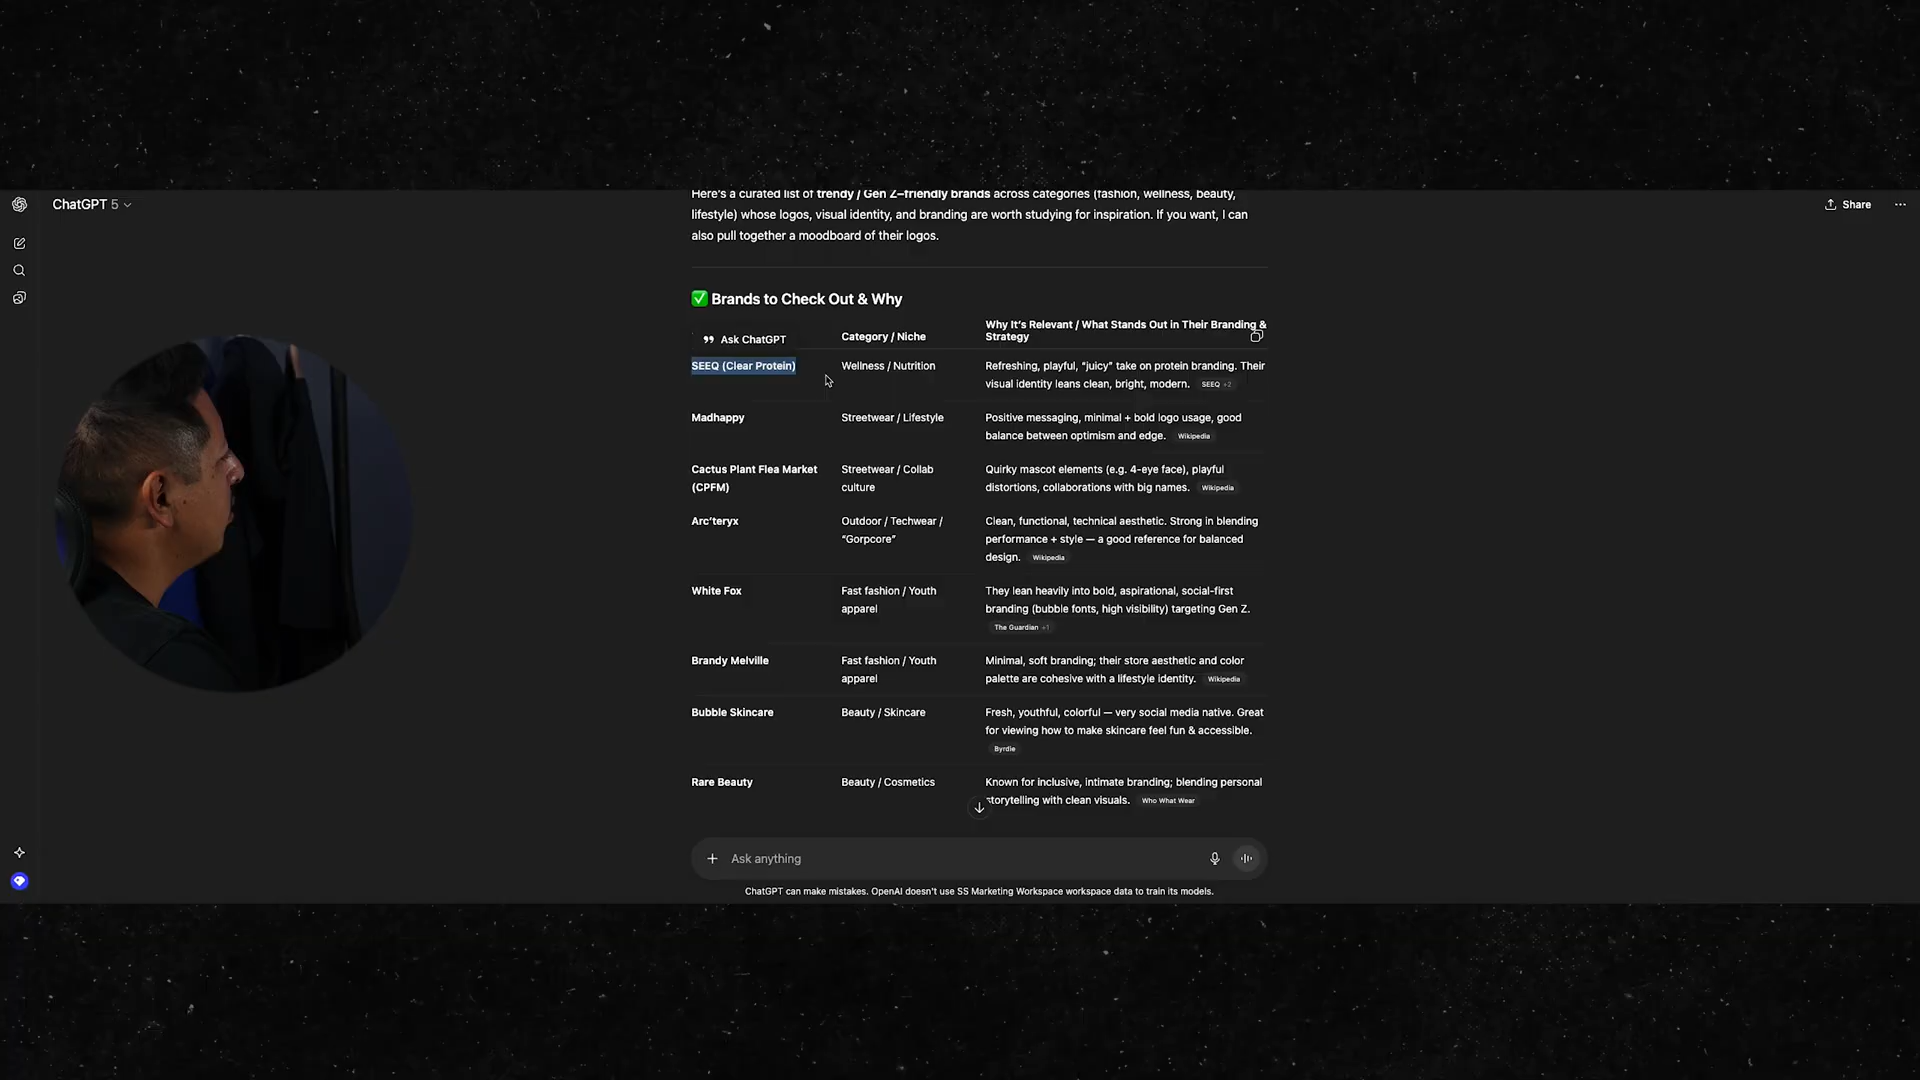 Here's a curated list of trendy / Gen Z–friendly brands across categories (fashion, wellness, beauty,
ChatGPT 5
Share
lifestyle) whose logos, visual identity, and branding are worth studying for inspiration. If you want, I can
also pull together a moodboard of their logos.
✅ Brands to Check Out & Why
Ask ChatGPT
Category / Niche
Why It's Relevant / What Stands Out in Their Branding &
Strategy
SEEQ (Clear Protein)
Wellness / Nutrition
Refreshing, playful, "juicy" take on protein branding. Their
visual identity leans clean, bright, modern. SEEQ +2
Madhappy
Streetwear / Lifestyle
Positive messaging, minimal + bold logo usage, good
balance between optimism and edge. Wikipedia
Cactus Plant Flea Market
(CPFM)
Streetwear / Collab
culture
Quirky mascot elements (e.g. 4-eye face), playful
distortions, collaborations with big names. Wikipedia
Arc'teryx
Outdoor / Techwear /
"Gorpcore"
Clean, functional, technical aesthetic. Strong in blending
performance + style — a good reference for balanced
design. Wikipedia
White Fox
Fast fashion / Youth
apparel
They lean heavily into bold, aspirational, social-first
branding (bubble fonts, high visibility) targeting Gen Z.
The Guardian +1
Brandy Melville
Fast fashion / Youth
apparel
Minimal, soft branding; their store aesthetic and color
palette are cohesive with a lifestyle identity. Wikipedia
Bubble Skincare
Beauty / Skincare
Fresh, youthful, colorful — very social media native. Great
for viewing how to make skincare feel fun & accessible.
Byrdie
Rare Beauty
Beauty / Cosmetics
Known for inclusive, intimate branding; blending personal
storytelling with clean visuals. Who What Wear
Ask anything
ChatGPT can make mistakes. OpenAI doesn't use SS Marketing Workspace workspace data to train its models.